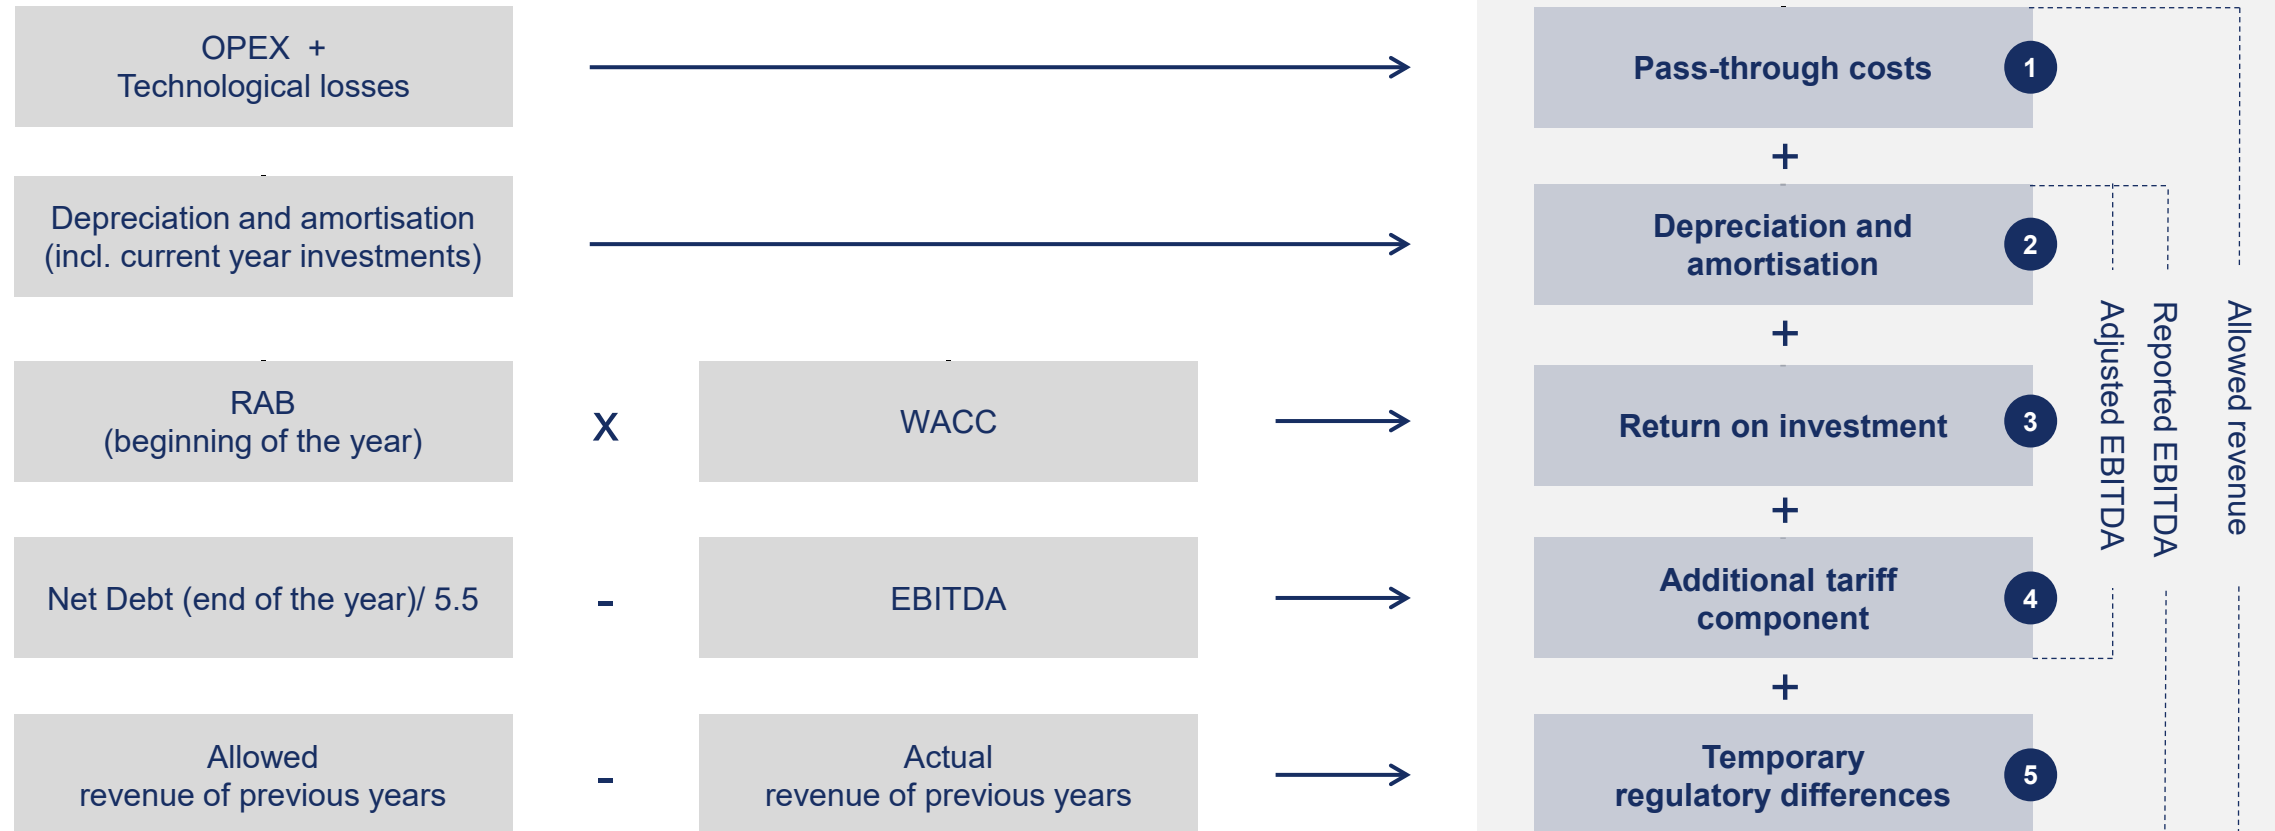 OPEX +
Technological losses
Pass-through costs
1
+
Depreciation and amortisation
(incl. current year investments)
Depreciation and
amortisation
2
+
RAB
(beginning of the year)
x
WACC
Return on investment
3
+
Net Debt (end of the year)/ 5.5
-
EBITDA
Additional tariff
component
4
+
Allowed
revenue of previous years
-
Actual
revenue of previous years
Temporary
regulatory differences
5
Adjusted EBITDA
Reported EBITDA
Allowed revenue